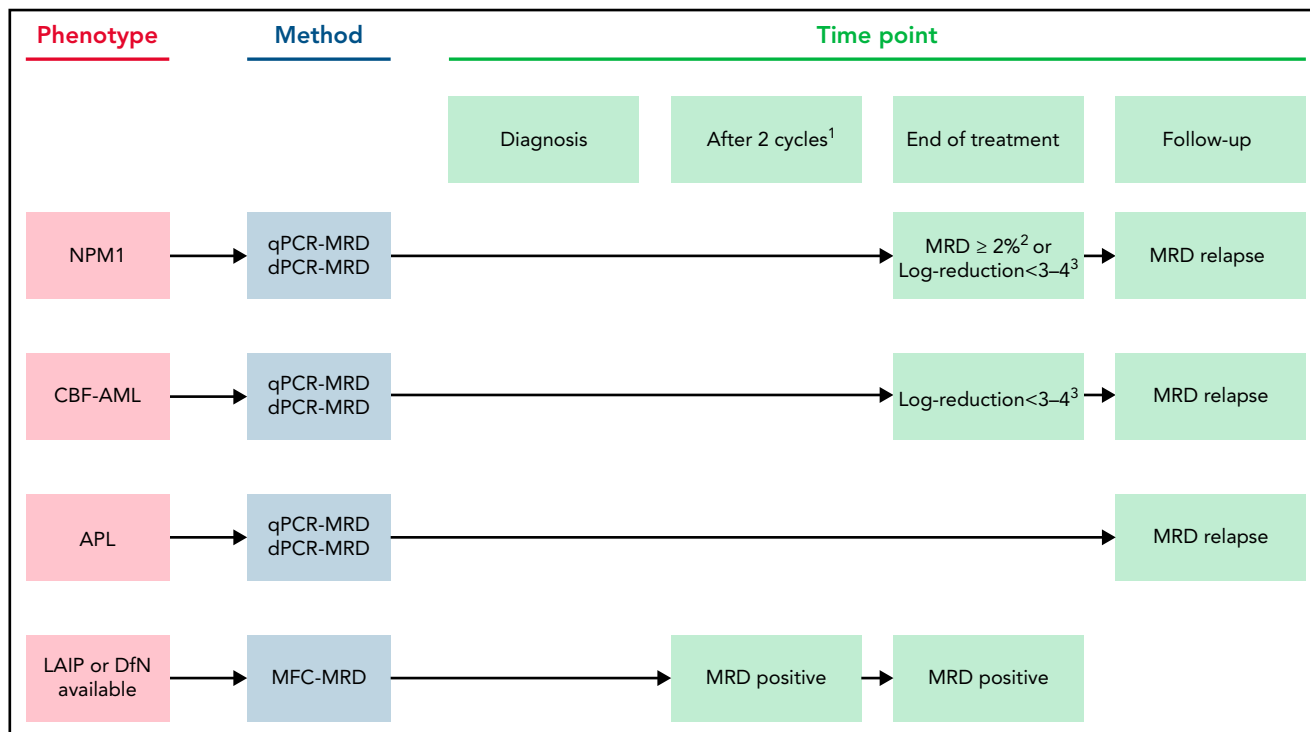 Phenotype Method Time point
Diagnosis After 2 cycles¹ End of treatment Follow-up
NPM1
qPCR-MRD
dPCR-MRD
MRD ≥ 2%² or
Log-reduction<3–4³
MRD relapse
CBF-AML
qPCR-MRD
dPCR-MRD
Log-reduction<3–4³
MRD relapse
APL
qPCR-MRD
dPCR-MRD
MRD relapse
LAIP or DfN
available
MFC-MRD
MRD positive
MRD positive